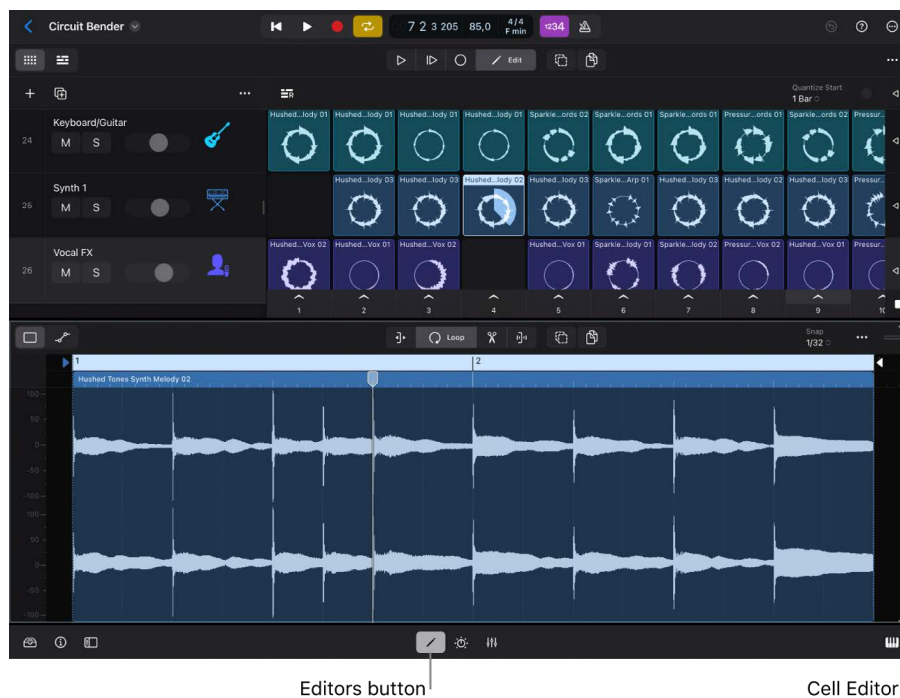 Circuit Bender
7 2 3 205 85,0 4/4 F min 1234
Edit
Quantize Start
1 Bar
Hushed...lody 01 Hushed...lody 01 Hushed...lody 01 Hushed...lody 01 Sparkle...ords 02 Sparkle...ords 01 Sparkle...ords 01 Pressur...ords 01 Sparkle...ords 02 Pressur...
24 Keyboard/Guitar
M S
Hushed...lody 03 Hushed...lody 03 Hushed...lody 02 Hushed...lody 03 Sparkle...Arp 01 Hushed...lody 03 Hushed...lody 02 Hushed...lody 03 Pressur...
25 Synth 1
M S
Hushed...Vox 02 Hushed...Vox 01 Hushed...Vox 02 Hushed...Vox 01 Sparkle...lody 01 Sparkle...lody 02 Pressur...Vox 02 Hushed...Vox 01 Pressur...
26 Vocal FX
M S
1 2 3 4 5 6 7 8 9 10
Loop
Snap
1/32
1 2
Hushed Tones Synth Melody 02
100
50
0
-50
-100
100
50
0
-50
-100
Editors button
Cell Editor